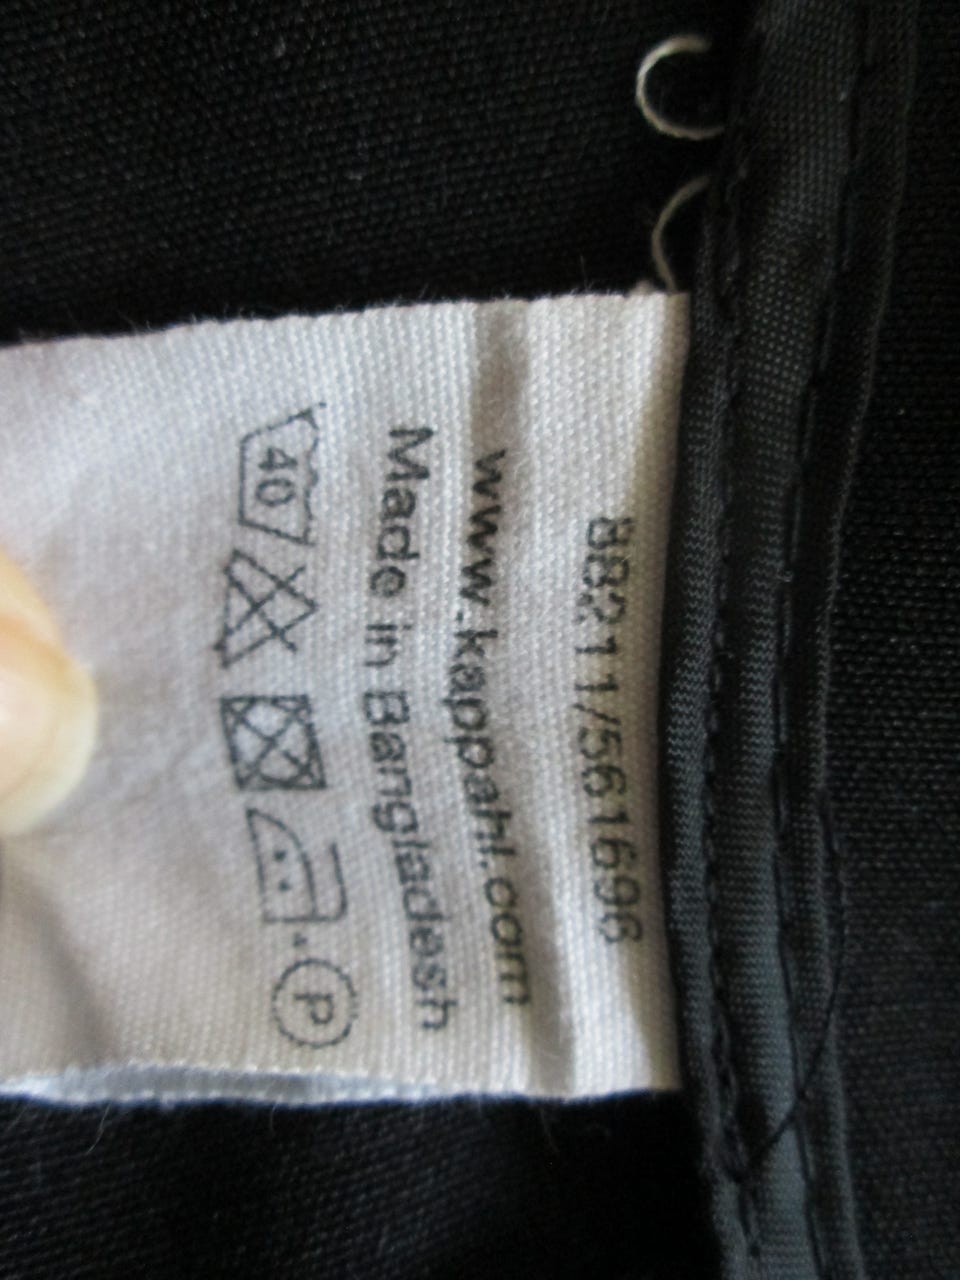 88211/561696
www.kappahl.com
Made in Bangladesh
40 P